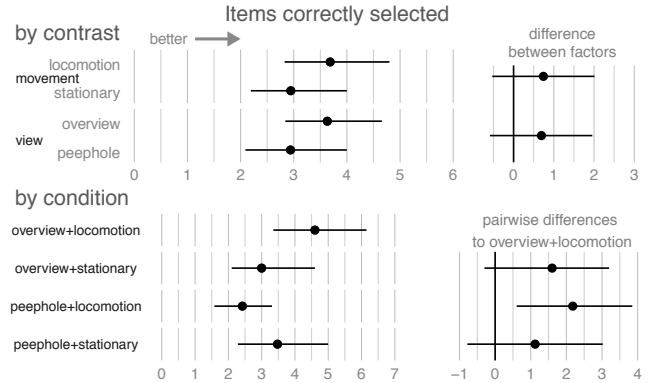 Items correctly selected
by contrast
better
difference
between factors
locomotion
movement
stationary
overview
view
peephole
0 1 2 3 4 5 6
0 1 2 3
by condition
pairwise differences
to overview+locomotion
overview+locomotion
overview+stationary
peephole+locomotion
peephole+stationary
0 1 2 3 4 5 6 7
−1 0 1 2 3 4